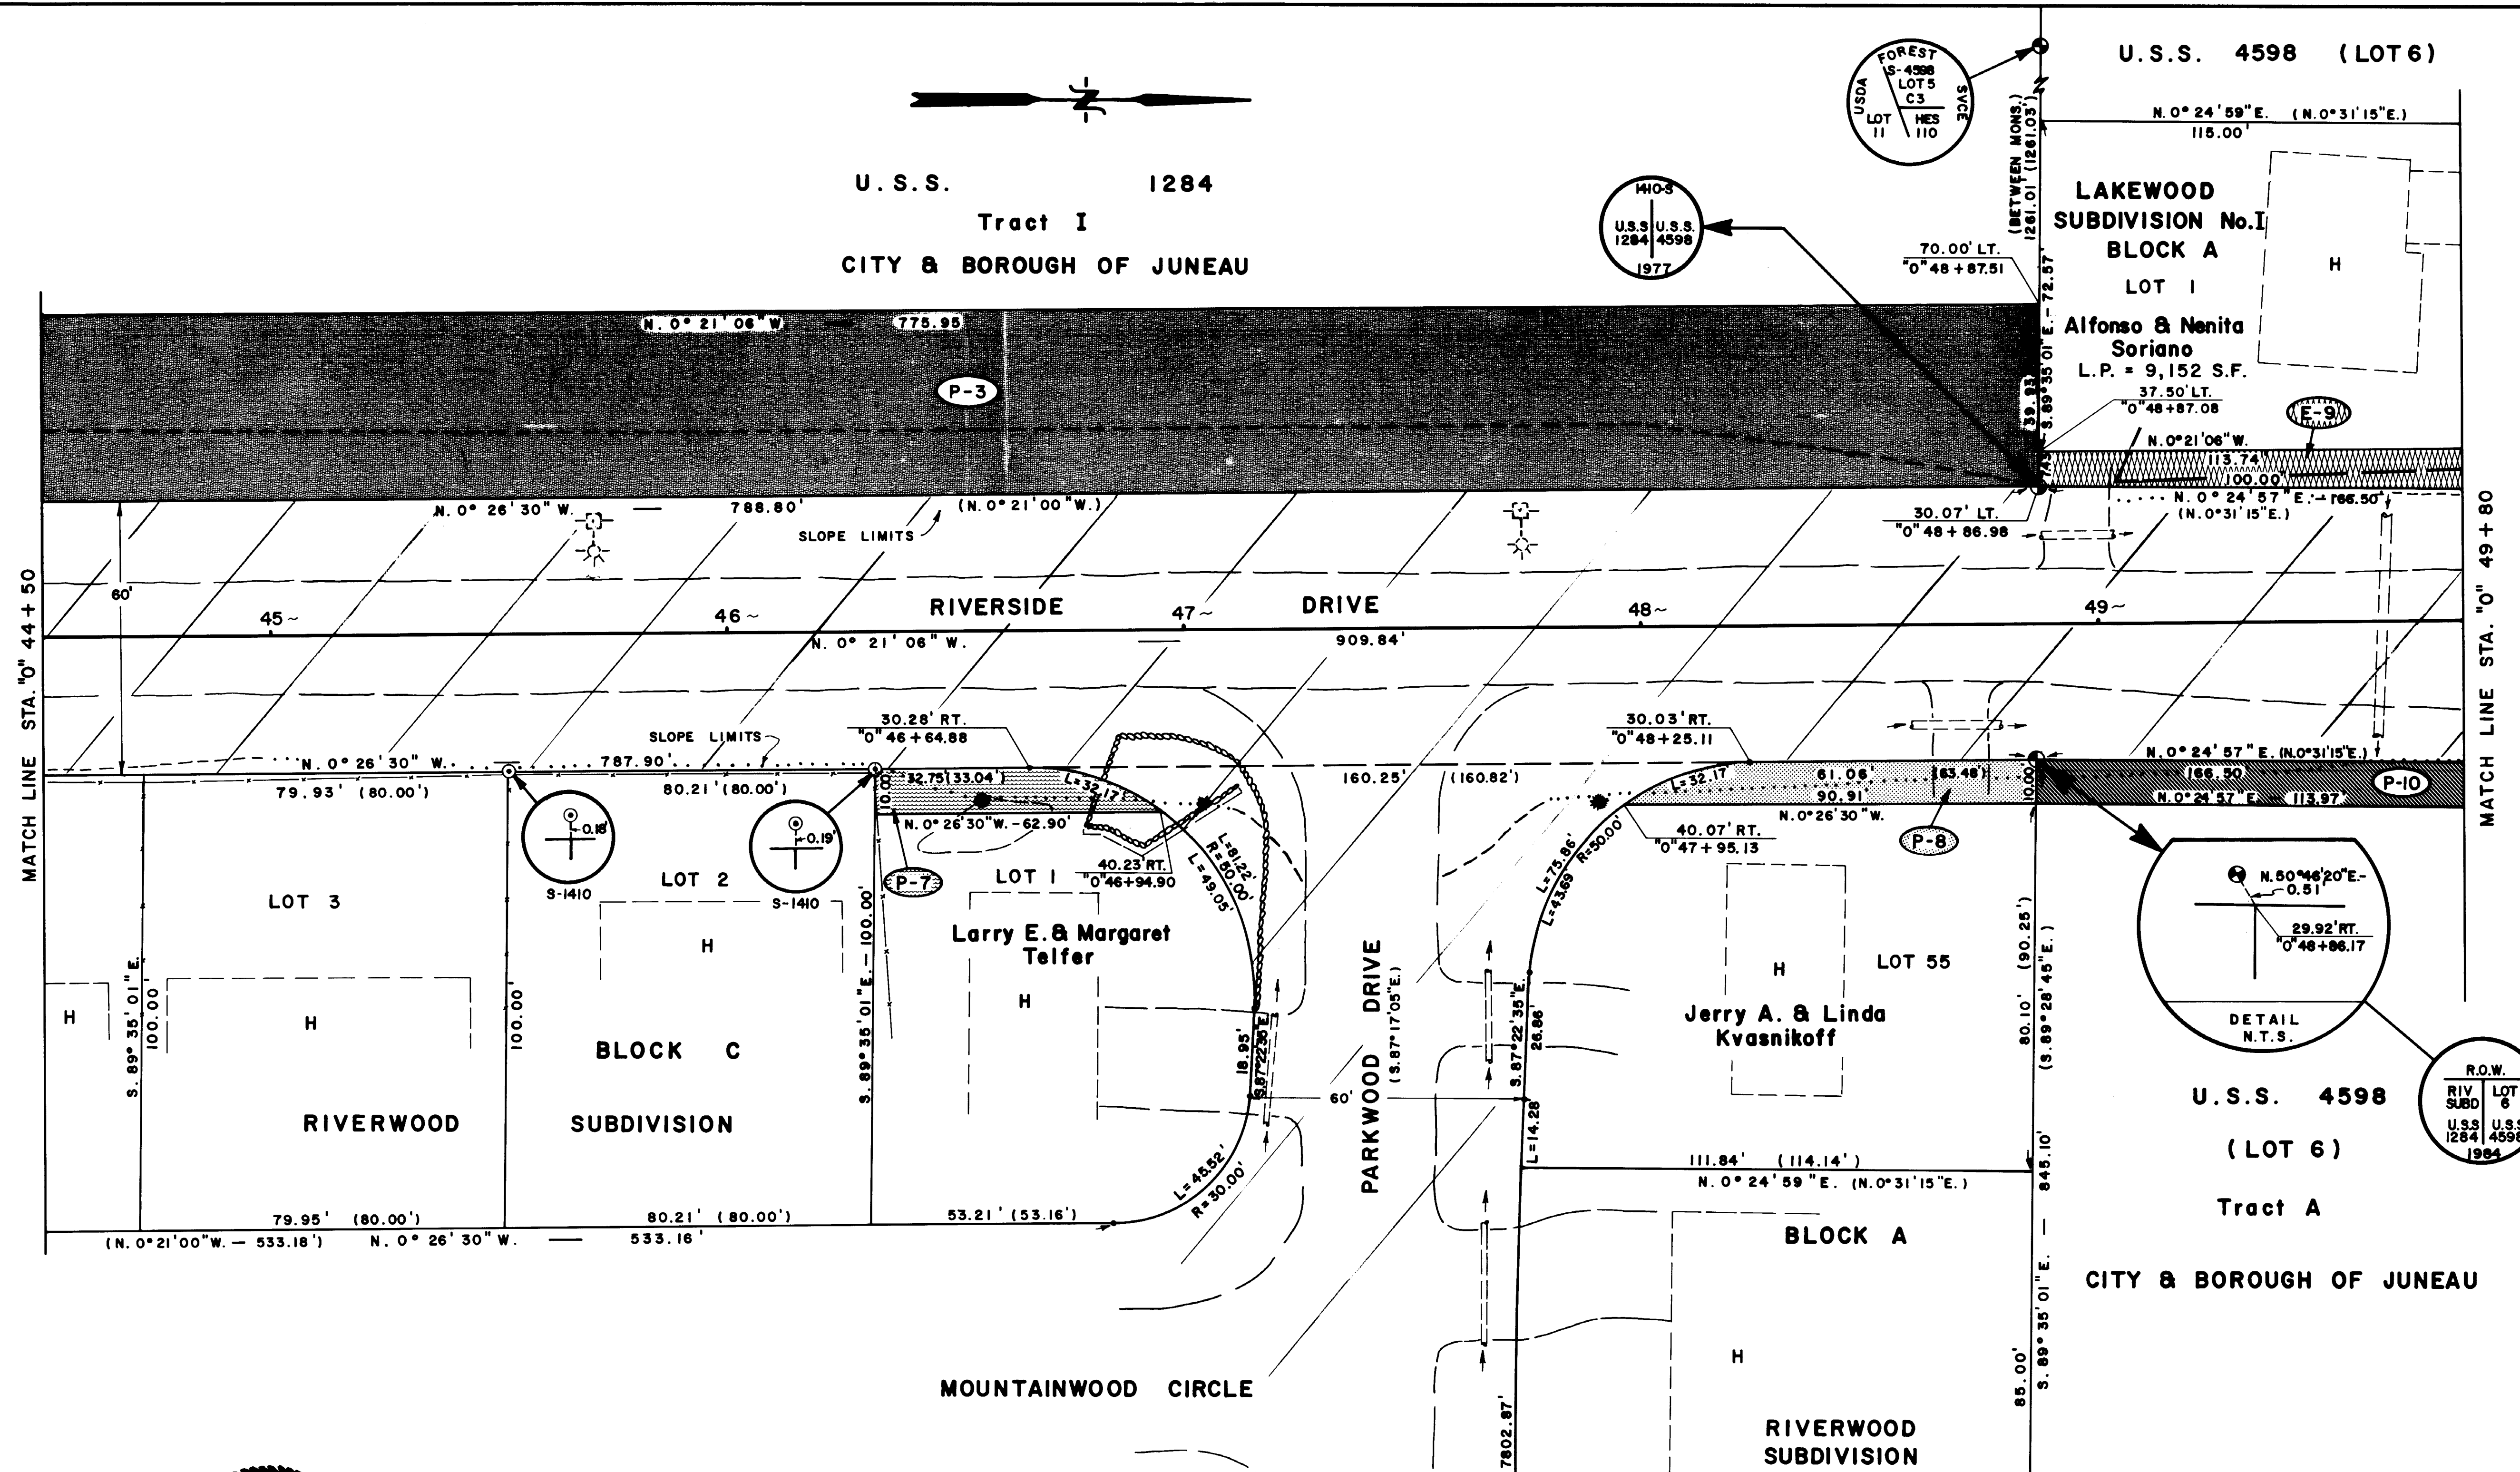 U.S.S. 4598 (LOT 6)
USDA FOREST SVCE
S-4598
LOT 5
C3
LOT 11
HES 110
(BETWEEN MONS.)
1261.01' (1261.03')
N. 0° 24' 59" E. (N.0°31'15"E.)
115.00'
U.S.S. 1284
Tract I
CITY & BOROUGH OF JUNEAU
1410-S
U.S.S. 1284
U.S.S. 4598
1977
LAKEWOOD
SUBDIVISION No.I
BLOCK A
LOT 1
H
Alfonso & Nenita
Soriano
L.P. = 9,152 S.F.
70.00' LT.
"O" 48 + 87.51
S.89°35'01"E.-72.57'
39.93'
37.50' LT.
"O" 48+87.08
E-9
N. 0° 21' 06" W.
775.95
P-3
N.0°21'06"W.
113.74'
100.00'
7.43
N. 0° 24' 57" E. - 166.50'
(N.0°31'15"E.)
30.07' LT.
"O" 48 + 86.98
N. 0° 26' 30" W. — 788.80' (N.0°21'00"W.)
SLOPE LIMITS
MATCH LINE STA. "O" 44 + 50
MATCH LINE STA. "O" 49 + 80
60'
RIVERSIDE DRIVE
45~
46~
47~
48~
49~
N. 0° 21' 06" W. — 909.84'
30.28' RT.
"O" 46 + 64.88
30.03' RT.
"O" 48+25.11
SLOPE LIMITS
N. 0° 26' 30" W. 787.90'
79.93' (80.00')
80.21' (80.00')
32.75'(33.04')
L=32.17'
10.00'
N. 0° 26'30"W.-62.90'
160.25' (160.82')
L=32.17
61.06' (63.48')
90.91'
N.0°26'30"W.
10.00'
N. 0° 24' 57" E. (N.0°31'15"E.)
166.50'
N.0°24'57"E. — 113.97'
P-10
0.18'
S-1410
0.19'
S-1410
P-7
40.23' RT.
"O" 46+94.90
L=81.22'
R=50.00'
L=49.05'
L=75.86'
R=50.00'
L=43.69
40.07' RT.
"O" 47 + 95.13
P-8
N.50°46'20"E.-
0.51'
29.92' RT.
"O" 48+86.17
DETAIL
N.T.S.
R.O.W.
RIV SUBD
LOT 6
U.S.S 1284
1984
LOT 3
LOT 2
LOT 1
LOT 55
H
H
H
H
H
Larry E. & Margaret
Telfer
Jerry A. & Linda
Kvasnikoff
S. 89° 35' 01" E.
100.00'
100.00'
S. 89° 35' 01" E. - 100.00'
BLOCK C
RIVERWOOD SUBDIVISION
18.95'
S.87°22'35"E.
60'
PARKWOOD DRIVE
(S.87°17'05"E.)
S.87°22'35"E.
26.86'
L=14.28
80.10' (90.25')
(S.89°28'45"E.)
L=45.52'
R=30.00'
79.95' (80.00')
80.21' (80.00')
53.21' (53.16')
(N. 0°21'00"W. — 533.18') N. 0° 26' 30" W. — 533.16'
111.84' (114.14')
N. 0° 24' 59" E. (N.0°31'15"E.)
BLOCK A
H
U.S.S. 4598
(LOT 6)
Tract A
CITY & BOROUGH OF JUNEAU
S. 89° 35' 01" E. — 845.10'
85.00'
MOUNTAINWOOD CIRCLE
7802.87'
RIVERWOOD
SUBDIVISION